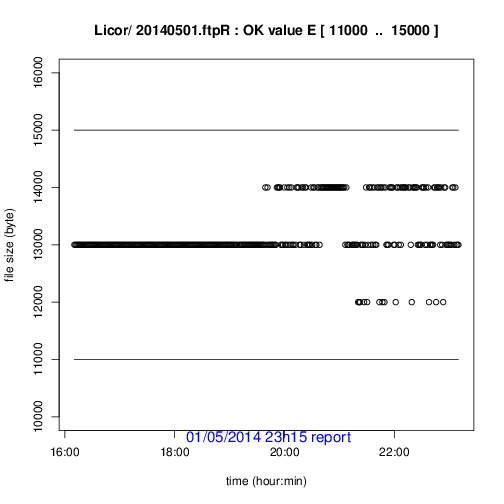 Licor/ 20140501.ftpR : OK value E [ 11000 .. 15000 ]
file size (byte)
16000
15000
14000
13000
12000
11000
10000
01/05/2014 23h15 report
16:00 18:00 20:00 22:00
time (hour:min)